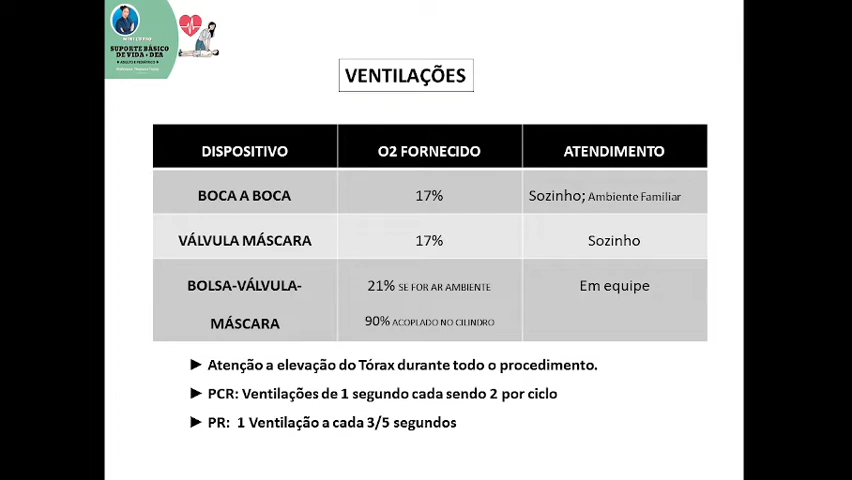 MINI CURSO
SUPORTE BÁSICO
DE VIDA - DEA
VENTILAÇÕES
DISPOSITIVO O2 FORNECIDO ATENDIMENTO
BOCA A BOCA 17% Sozinho; Ambiente Familiar
VÁLVULA MÁSCARA 17% Sozinho
BOLSA-VÁLVULA- 21% SE FOR AR AMBIENTE Em equipe
MÁSCARA 90% ACOPLADO NO CILINDRO
► Atenção a elevação do Tórax durante todo o procedimento.
► PCR: Ventilações de 1 segundo cada sendo 2 por ciclo
► PR: 1 Ventilação a cada 3/5 segundos